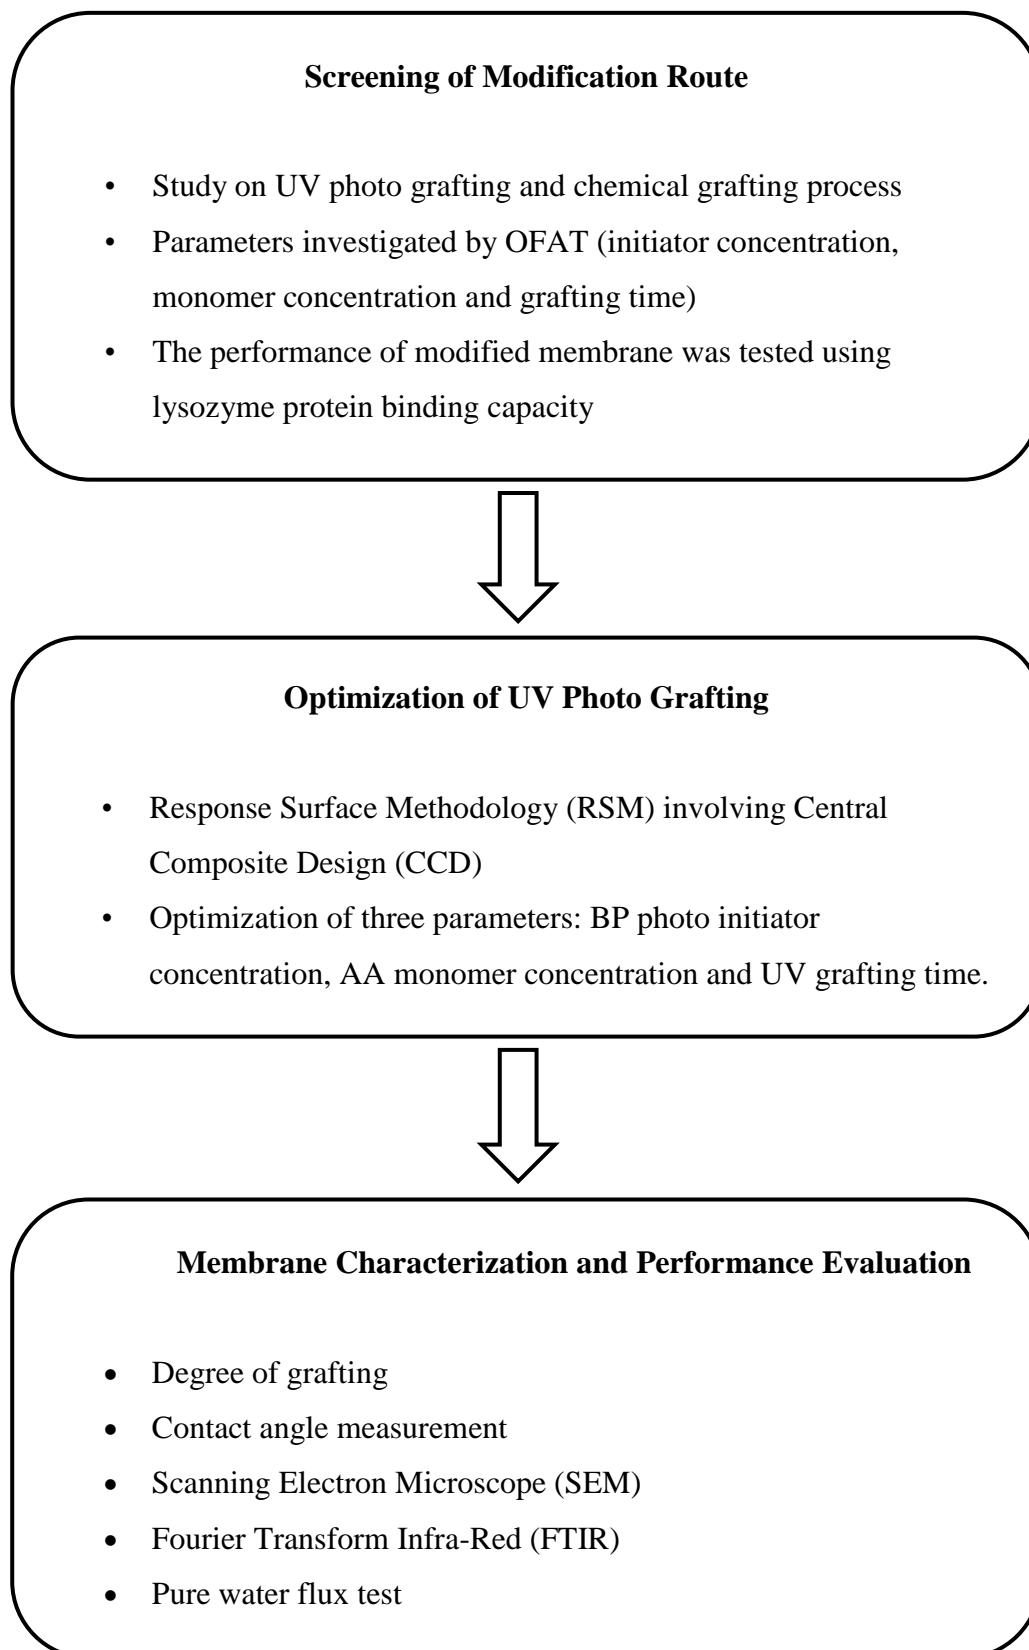 Screening of Modification Route
• Study on UV photo grafting and chemical grafting process
• Parameters investigated by OFAT (initiator concentration,
monomer concentration and grafting time)
• The performance of modified membrane was tested using
lysozyme protein binding capacity
Optimization of UV Photo Grafting
• Response Surface Methodology (RSM) involving Central
Composite Design (CCD)
• Optimization of three parameters: BP photo initiator
concentration, AA monomer concentration and UV grafting time.
Membrane Characterization and Performance Evaluation
• Degree of grafting
• Contact angle measurement
• Scanning Electron Microscope (SEM)
• Fourier Transform Infra-Red (FTIR)
• Pure water flux test